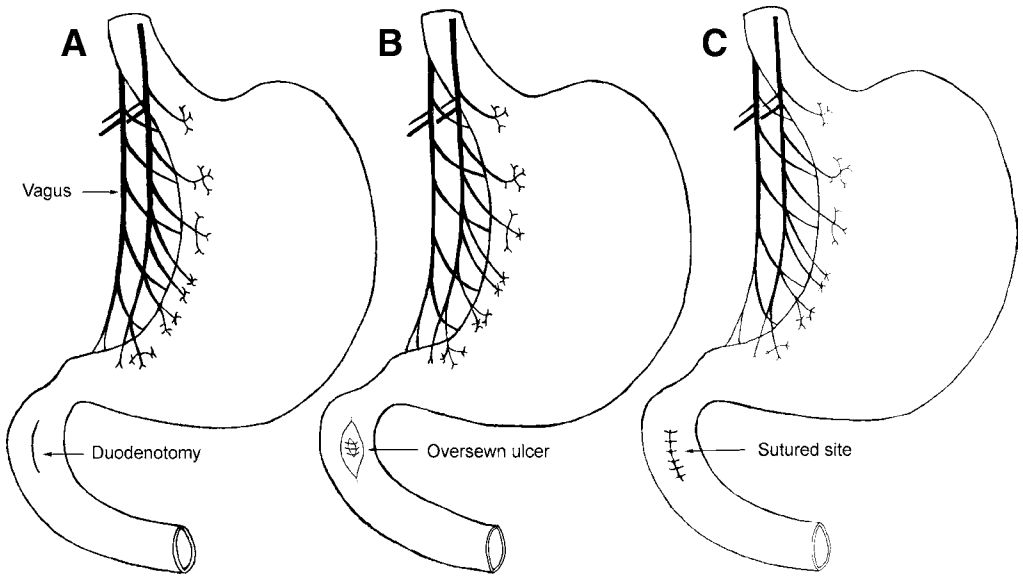 A
B
C
Vagus
Duodenotomy
Oversewn ulcer
Sutured site